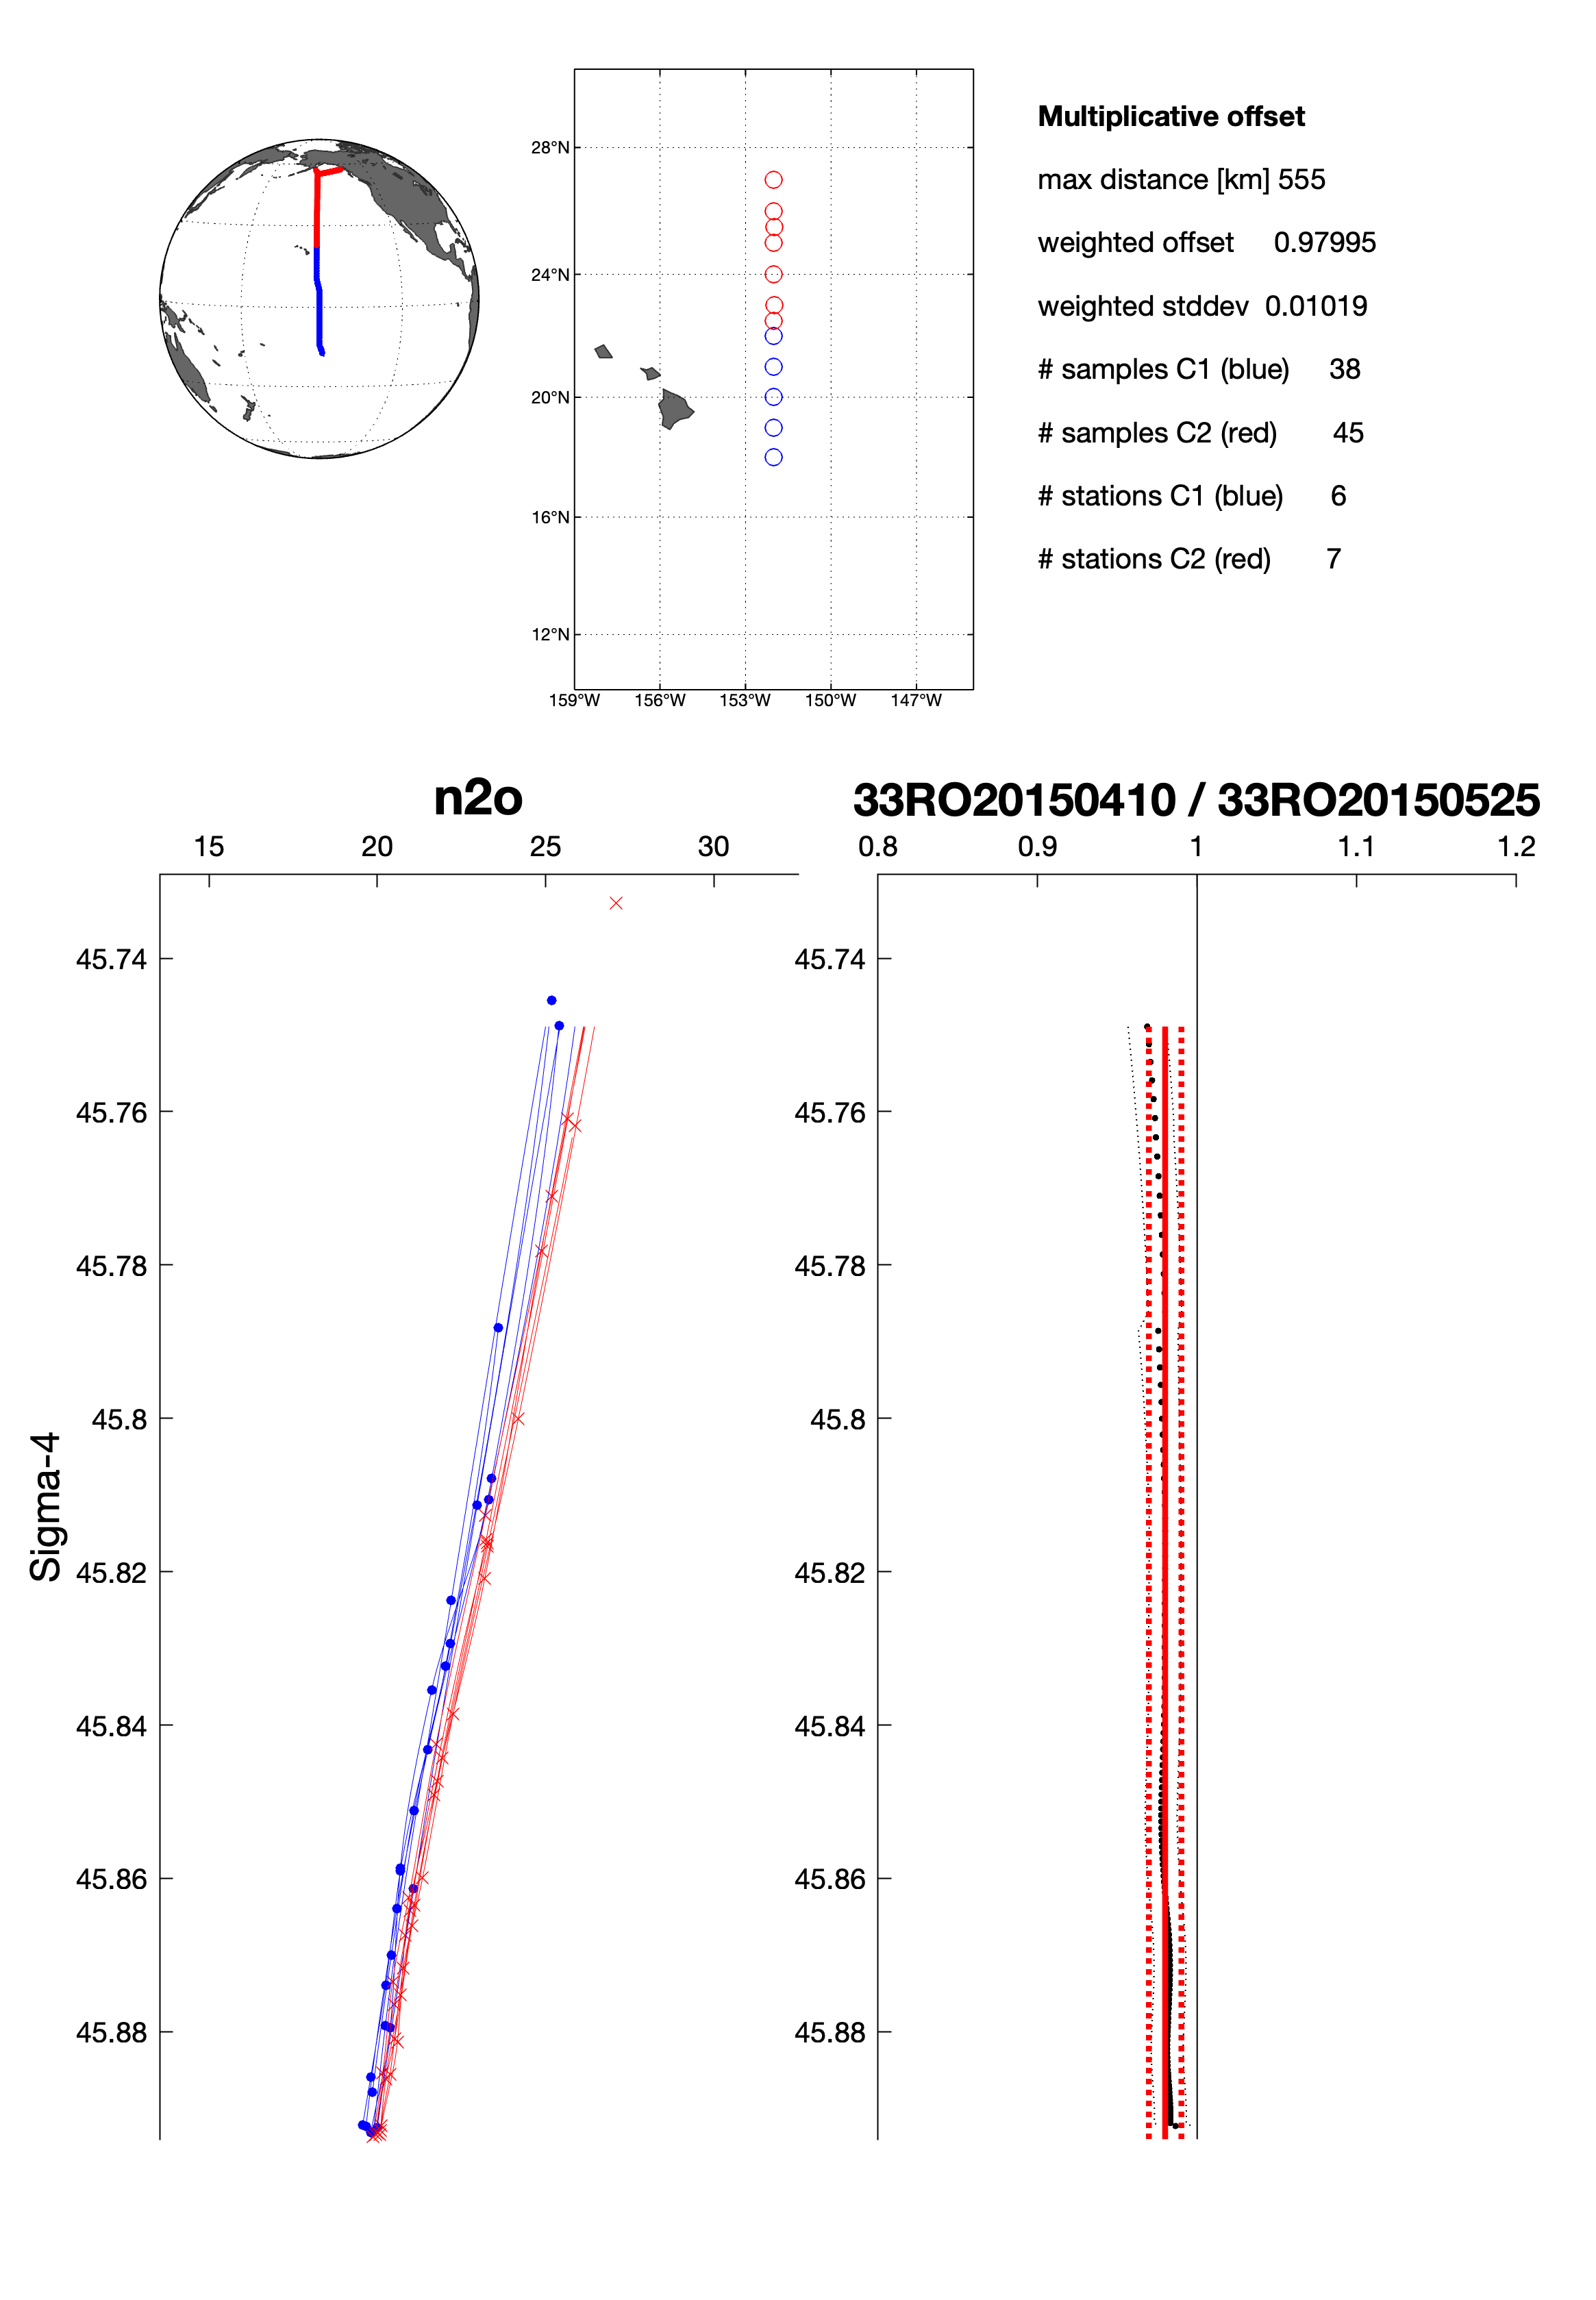 28°N
24°N
20°N
16°N
12°N
159°W 156°W 153°W 150°W 147°W
Multiplicative offset
max distance [km] 555
weighted offset 0.97995
weighted stddev 0.01019
# samples C1 (blue) 38
# samples C2 (red) 45
# stations C1 (blue) 6
# stations C2 (red) 7
n2o
15 20 25 30
Sigma-4
45.74
45.76
45.78
45.8
45.82
45.84
45.86
45.88
33RO20150410 / 33RO20150525
0.8 0.9 1 1.1 1.2
45.74
45.76
45.78
45.8
45.82
45.84
45.86
45.88